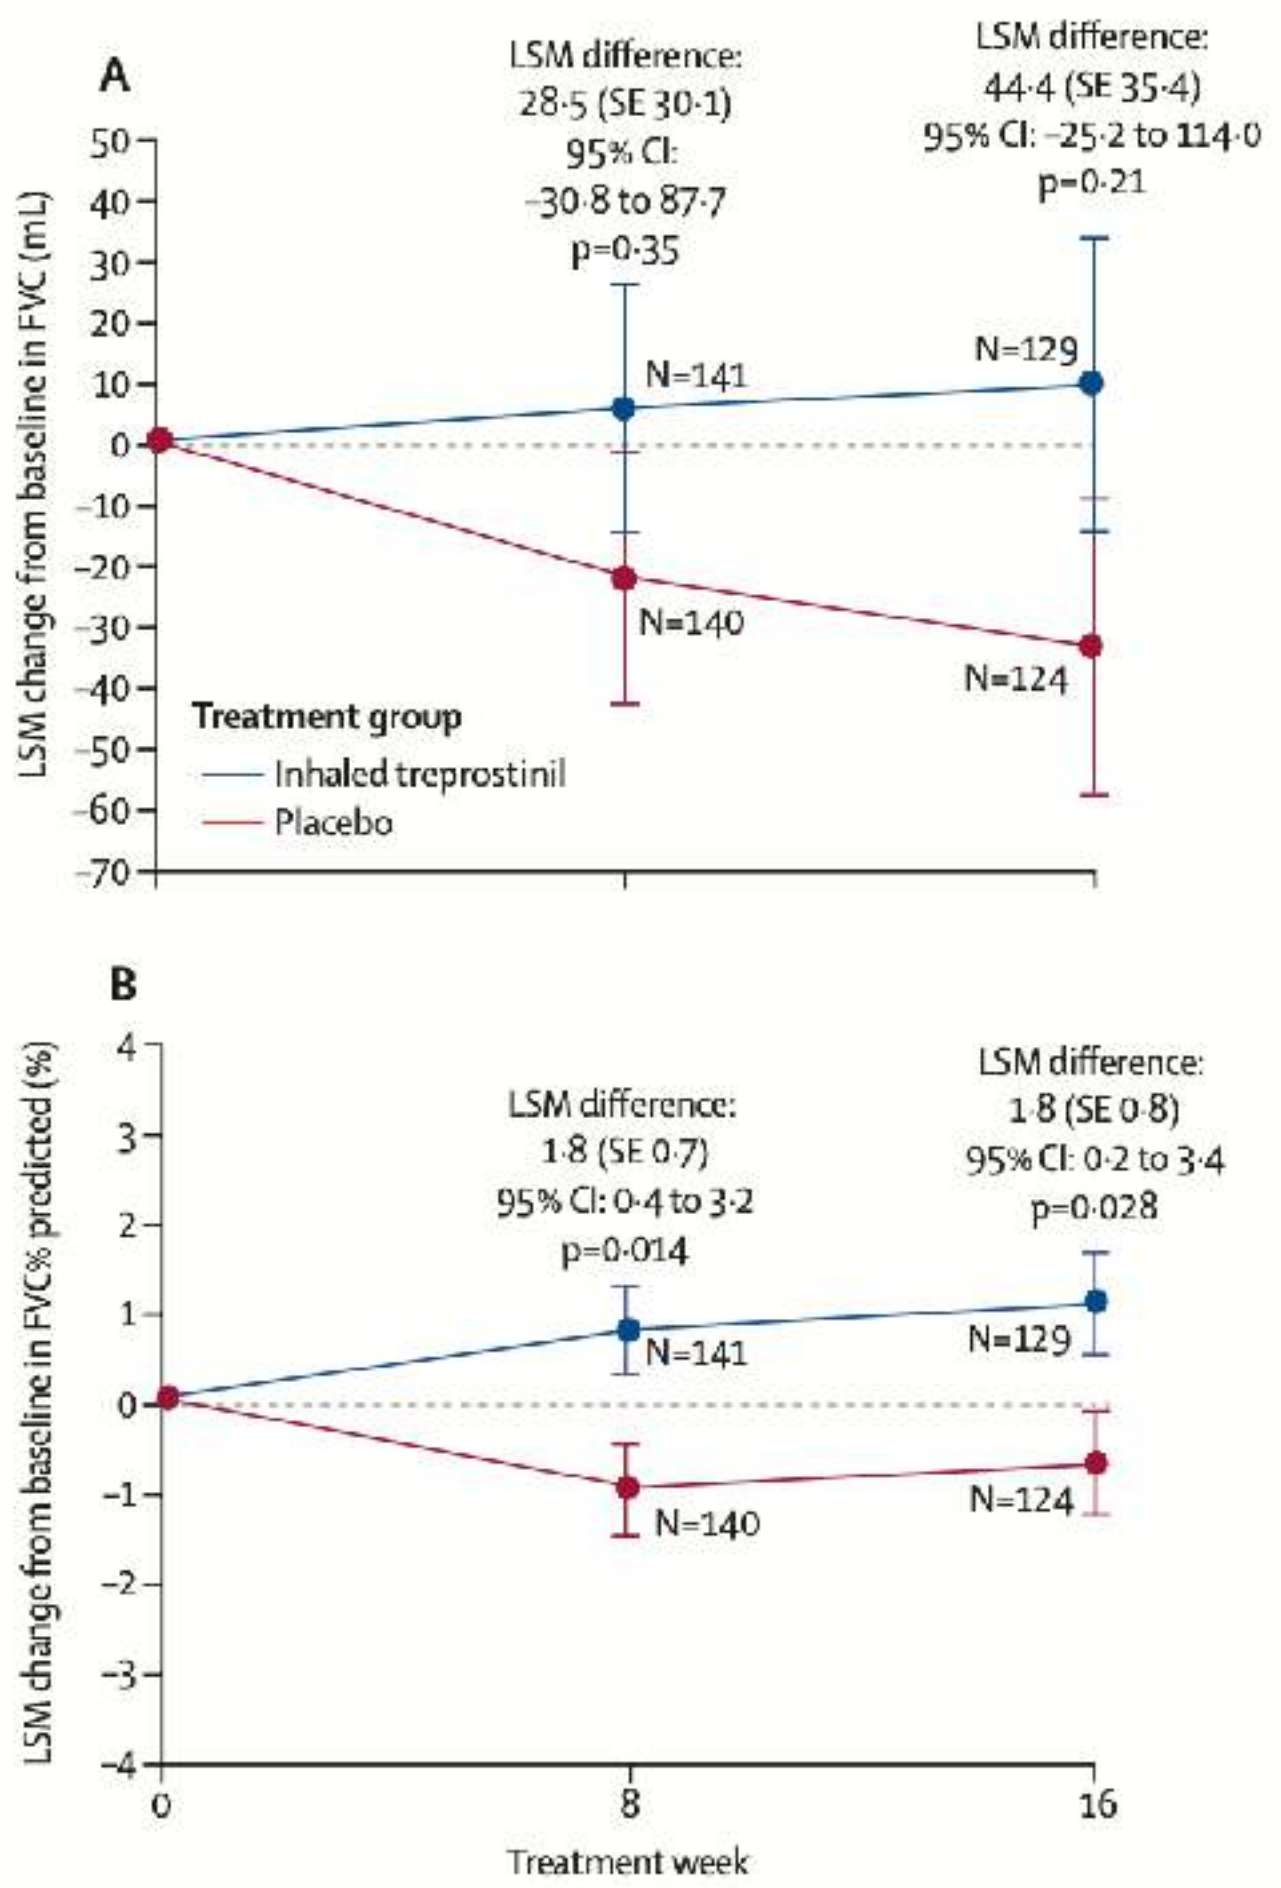 A
LSM difference:
28·5 (SE 30·1)
95% CI:
–30·8 to 87·7
p=0·35
LSM difference:
44·4 (SE 35·4)
95% CI: –25·2 to 114·0
p=0·21
LSM change from baseline in FVC (mL)
50
40
30
20
10
0
–10
–20
–30
–40
–50
–60
–70
N=141
N=129
N=140
N=124
Treatment group
Inhaled treprostinil
Placebo
B
LSM difference:
1·8 (SE 0·7)
95% CI: 0·4 to 3·2
p=0·014
LSM difference:
1·8 (SE 0·8)
95% CI: 0·2 to 3·4
p=0·028
LSM change from baseline in FVC% predicted (%)
4
3
2
1
0
–1
–2
–3
–4
N=141
N=129
N=140
N=124
0
8
16
Treatment week